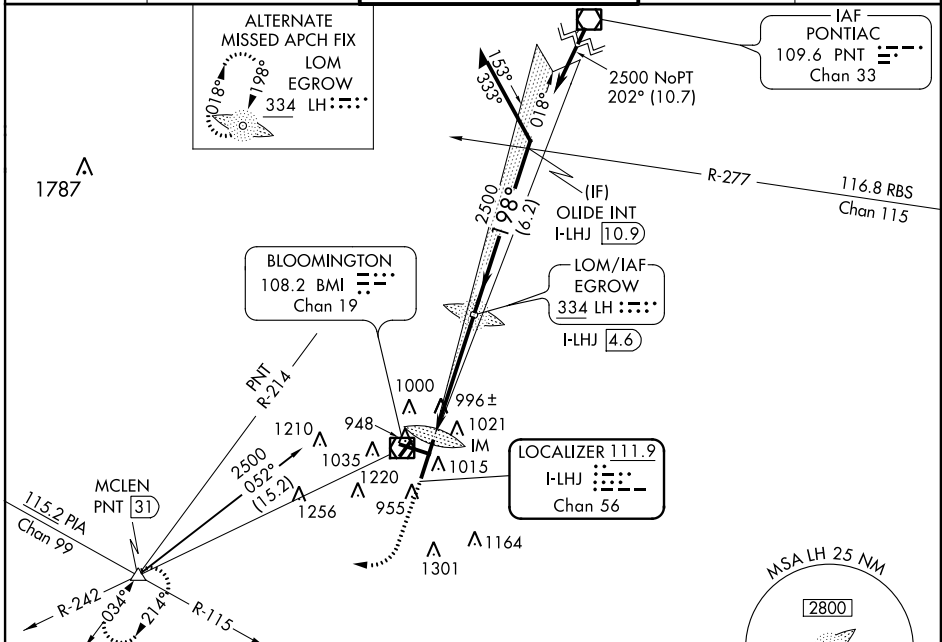 ALTERNATE
MISSED APCH FIX
LOM
EGROW
334 LH
018°
198°
IAF
PONTIAC
109.6 PNT
Chan 33
2500 NoPT
202° (10.7)
153°
333°
018°
1787
R-277
116.8 RBS
Chan 115
2500
198°
(6.2)
(IF)
OLIDE INT
I-LHJ 10.9
BLOOMINGTON
108.2 BMI
Chan 19
LOM/IAF
EGROW
334 LH
I-LHJ 4.6
PNT
R-214
1000
996±
948
1021
IM
1210
1035
1015
2500
052°
(15.2)
1220
1256
955
LOCALIZER 111.9
I-LHJ
Chan 56
MCLEN
PNT 31
115.2 PIA
Chan 99
1164
1301
R-242
034°
214°
R-115
MSA LH 25 NM
2800